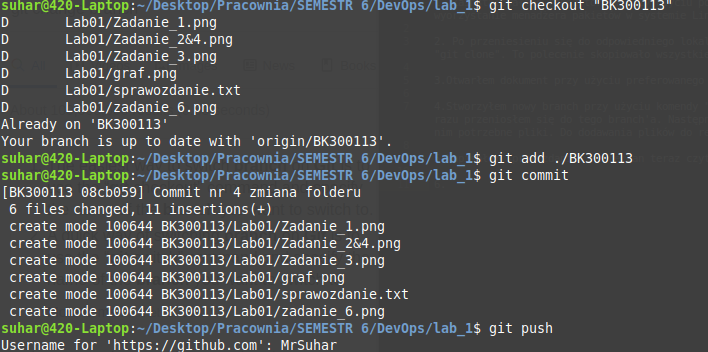 suhar@420-Laptop:~/Desktop/Pracownia/SEMESTR 6/DevOps/lab_1$ git checkout "BK300113"
D       Lab01/Zadanie_1.png
D       Lab01/Zadanie_2&4.png
D       Lab01/Zadanie_3.png
D       Lab01/graf.png
D       Lab01/sprawozdanie.txt
D       Lab01/zadanie_6.png
Already on 'BK300113'
Your branch is up to date with 'origin/BK300113'.
suhar@420-Laptop:~/Desktop/Pracownia/SEMESTR 6/DevOps/lab_1$ git add ./BK300113
suhar@420-Laptop:~/Desktop/Pracownia/SEMESTR 6/DevOps/lab_1$ git commit
[BK300113 08cb059] Commit nr 4 zmiana folderu
 6 files changed, 11 insertions(+)
 create mode 100644 BK300113/Lab01/Zadanie_1.png
 create mode 100644 BK300113/Lab01/Zadanie_2&4.png
 create mode 100644 BK300113/Lab01/Zadanie_3.png
 create mode 100644 BK300113/Lab01/graf.png
 create mode 100644 BK300113/Lab01/sprawozdanie.txt
 create mode 100644 BK300113/Lab01/zadanie_6.png
suhar@420-Laptop:~/Desktop/Pracownia/SEMESTR 6/DevOps/lab_1$ git push
Username for 'https://github.com': MrSuhar